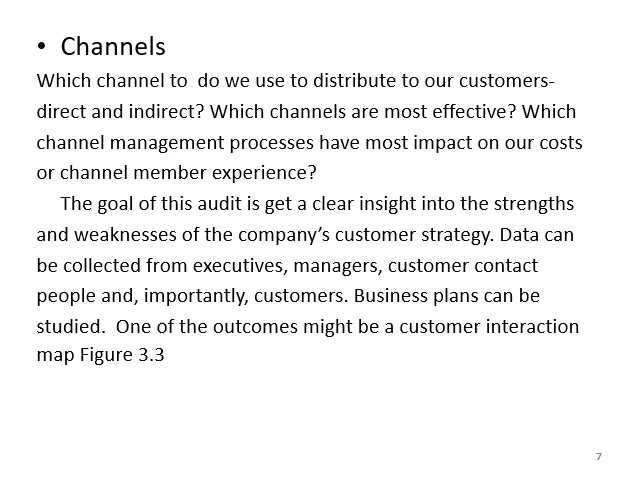 • Channels
Which channel to  do we use to distribute to our customers-
direct and indirect? Which channels are most effective? Which
channel management processes have most impact on our costs
or channel member experience?
The goal of this audit is get a clear insight into the strengths
and weaknesses of the company’s customer strategy. Data can
be collected from executives, managers, customer contact
people and, importantly, customers. Business plans can be
studied.  One of the outcomes might be a customer interaction
map Figure 3.3
7